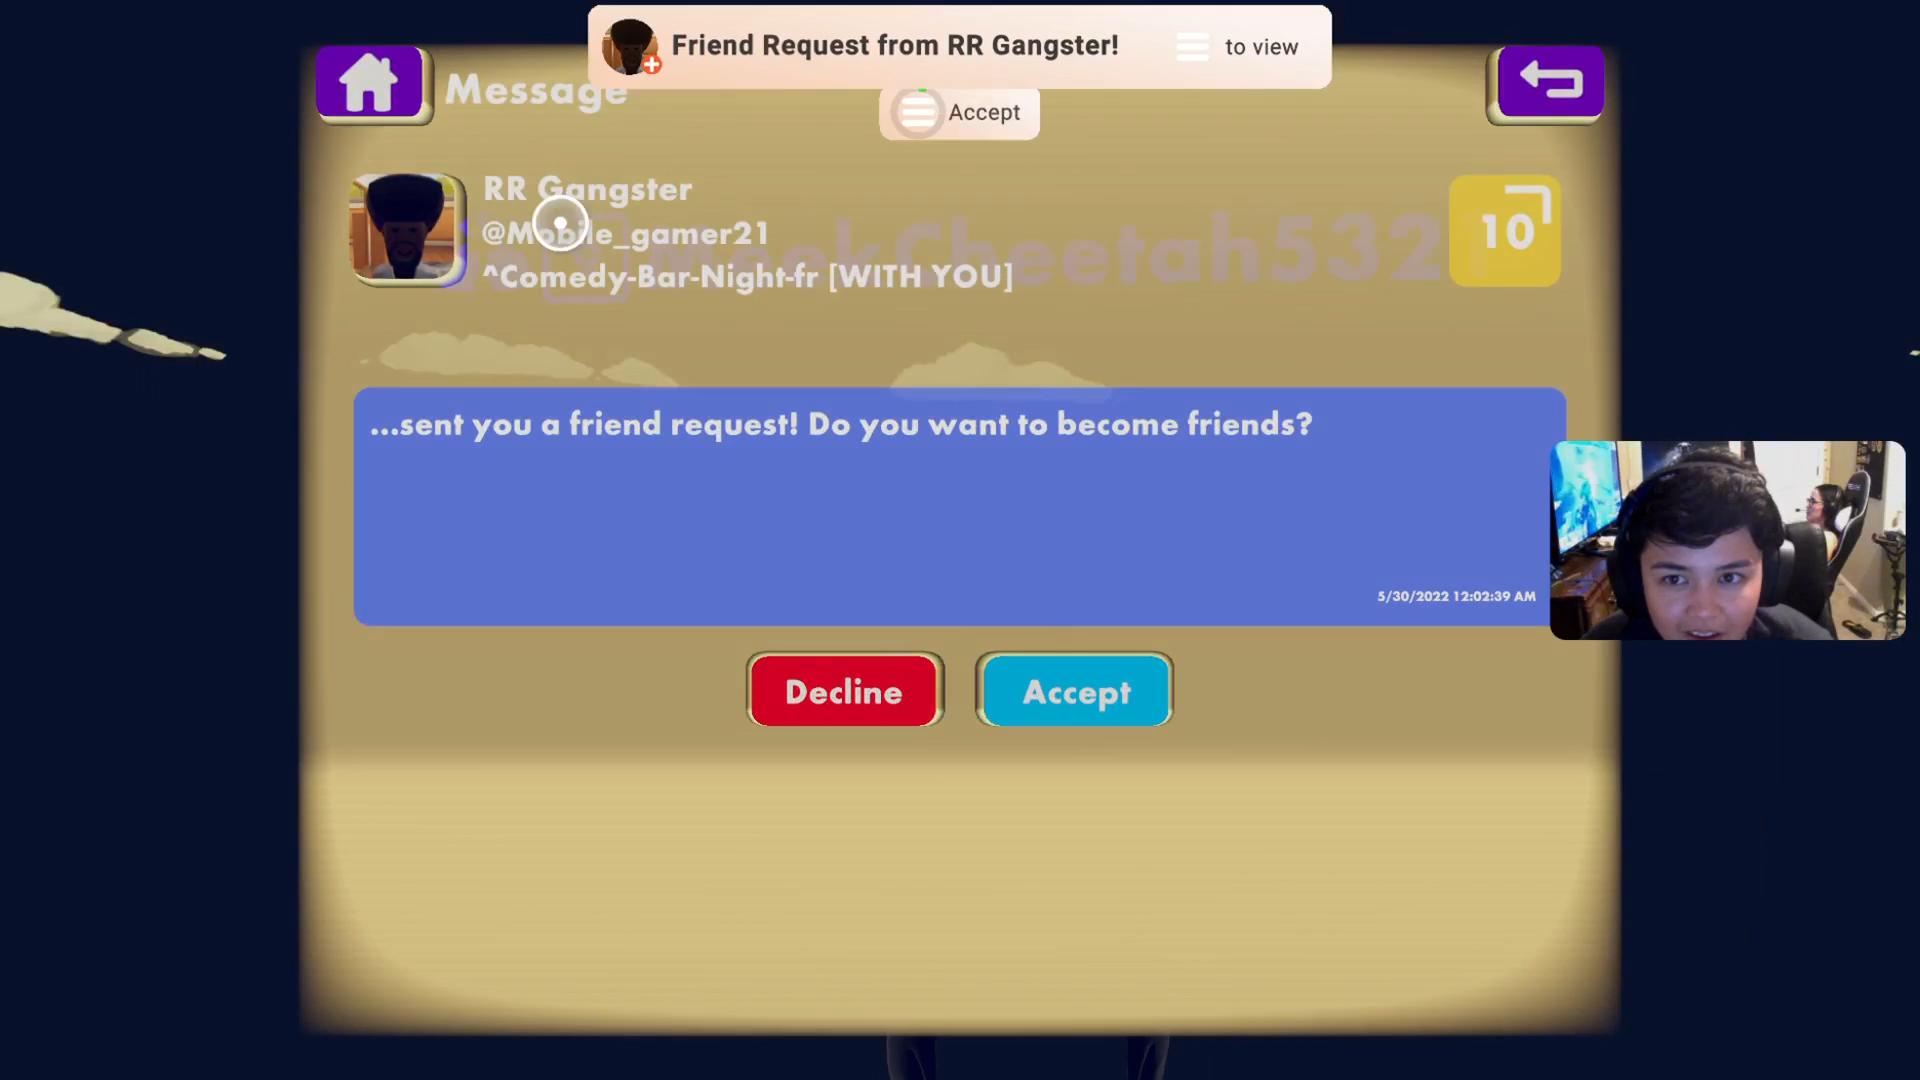 Friend Request from RR Gangster! to view
Accept
Message
RR Gangster
@Mobile_gamer21
^Comedy-Bar-Night-fr [WITH YOU]
10
...sent you a friend request! Do you want to become friends?
5/30/2022 12:02:39 AM
Decline
Accept